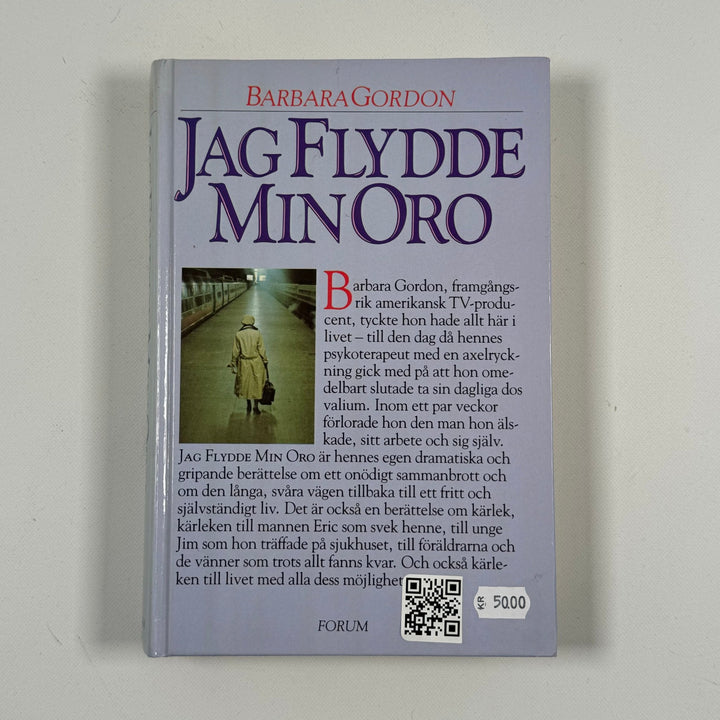 BARBARA GORDON
JAG FLYDDE
MIN ORO
Barbara Gordon, framgångs-
rik amerikansk TV-produ-
cent, tyckte hon hade allt här i
livet – till den dag då hennes
psykoterapeut med en axelryck-
ning gick med på att hon ome-
delbart slutade ta sin dagliga dos
valium. Inom ett par veckor
förlorade hon den man hon äls-
kade, sitt arbete och sig själv.
JAG FLYDDE MIN ORO är hennes egen dramatiska och
gripande berättelse om ett onödigt sammanbrott och
om den långa, svåra vägen tillbaka till ett fritt och
självständigt liv. Det är också en berättelse om kärlek,
kärleken till mannen Eric som svek henne, till unge
Jim som hon träffade på sjukhuset, till föräldrarna och
de vänner som trots allt fanns kvar. Och också kärle-
ken till livet med alla dess möjlighet
FORUM
KR 50.00